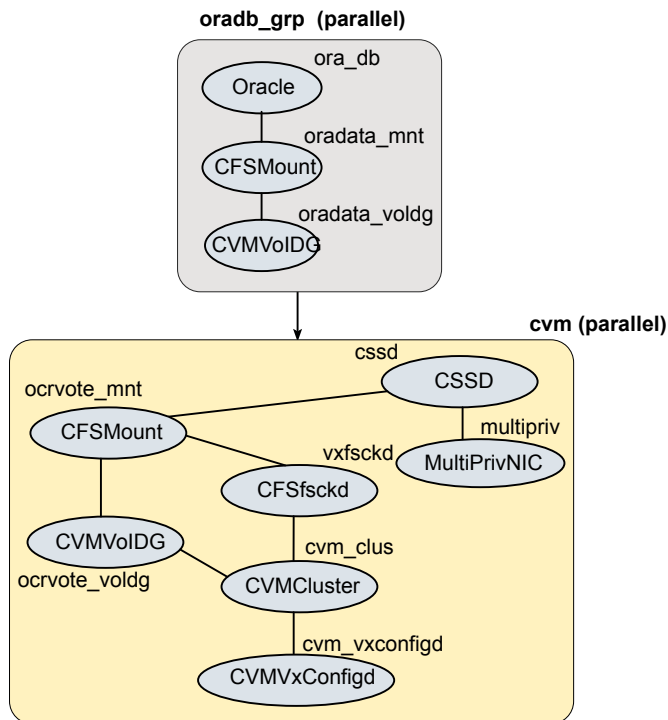 oradb_grp (parallel)
ora_db
Oracle
oradata_mnt
CFSMount
oradata_voldg
CVMVolDG
cvm (parallel)
cssd
CSSD
ocrvote_mnt
CFSMount
multipriv
MultiPrivNIC
vxfsckd
CFSfsckd
CVMVolDG
ocrvote_voldg
cvm_clus
CVMCluster
cvm_vxconfigd
CVMVxConfigd